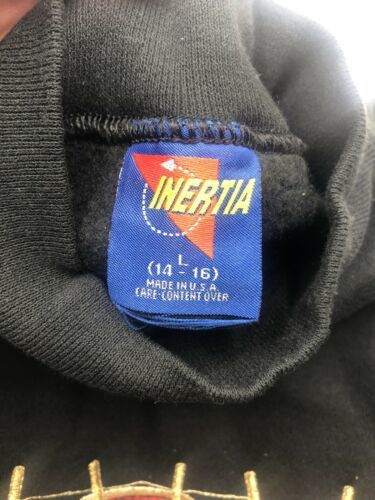 INERTIA
L
(14 - 16)
MADE IN U.S.A.
CARE-CONTENT OVER